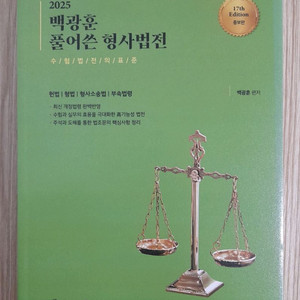 2025
백광훈
풀어쓴 형사법전
수/험/법/전/의/표/준
17th
Edition
헌법 | 형법 | 형사소송법 | 부속법령
· 최신 개정법령 완벽반영
· 수험과 실무의 효용을 극대화한 高가능성 법전
· 주석과 도해를 통한 법조문의 핵심사항 정리
백광훈 편저